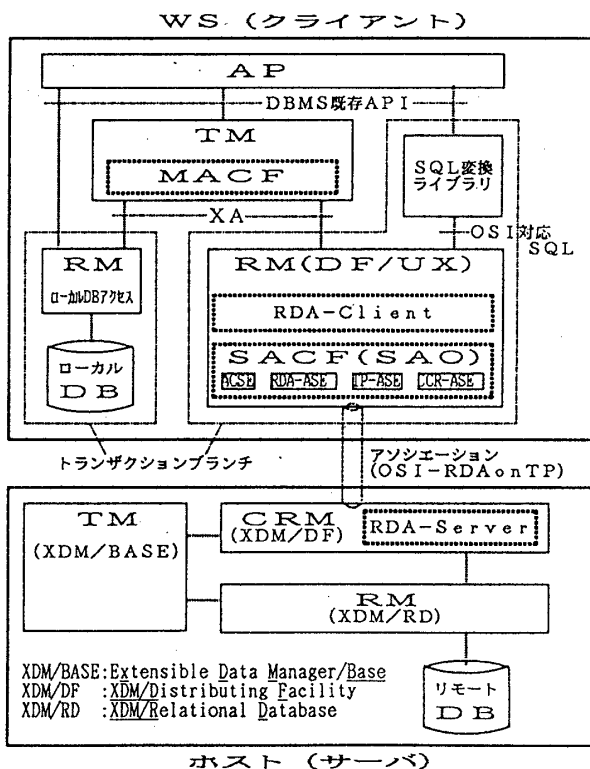 WS（クライアント）
AP
DBMS既存API
TM
MACF
SQL変換
ライブラリ
XA
OSI対応
SQL
RM
ローカルDBアクセス
RM(DF/UX)
RDA-Client
SACF(SAO)
ACSE RDA-ASE TP-ASE CCR-ASE
ローカル
DB
トランザクションブランチ
アソシエーション
(OSI-RDAonTP)
TM
(XDM/BASE)
CRM
(XDM/DF)
RDA-Server
RM
(XDM/RD)
XDM/BASE:Extensible Data Manager/Base
XDM/DF :XDM/Distributing Facility
XDM/RD :XDM/Relational Database
リモート
DB
ホスト（サーバ）